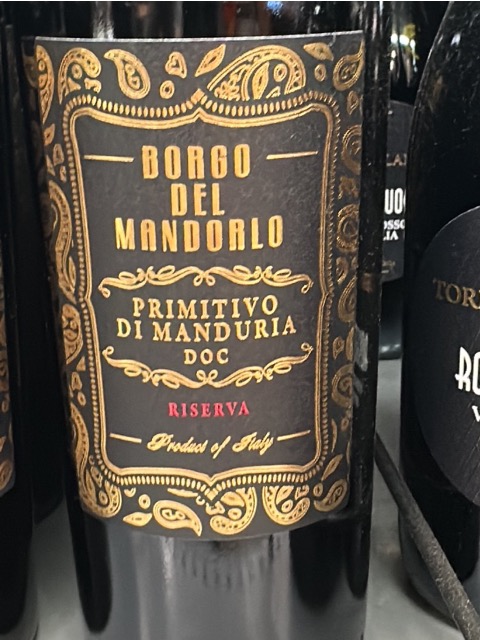 BORGO
DEL
MANDORLO
PRIMITIVO
DI MANDURIA
DOC
RISERVA
Product of Italy